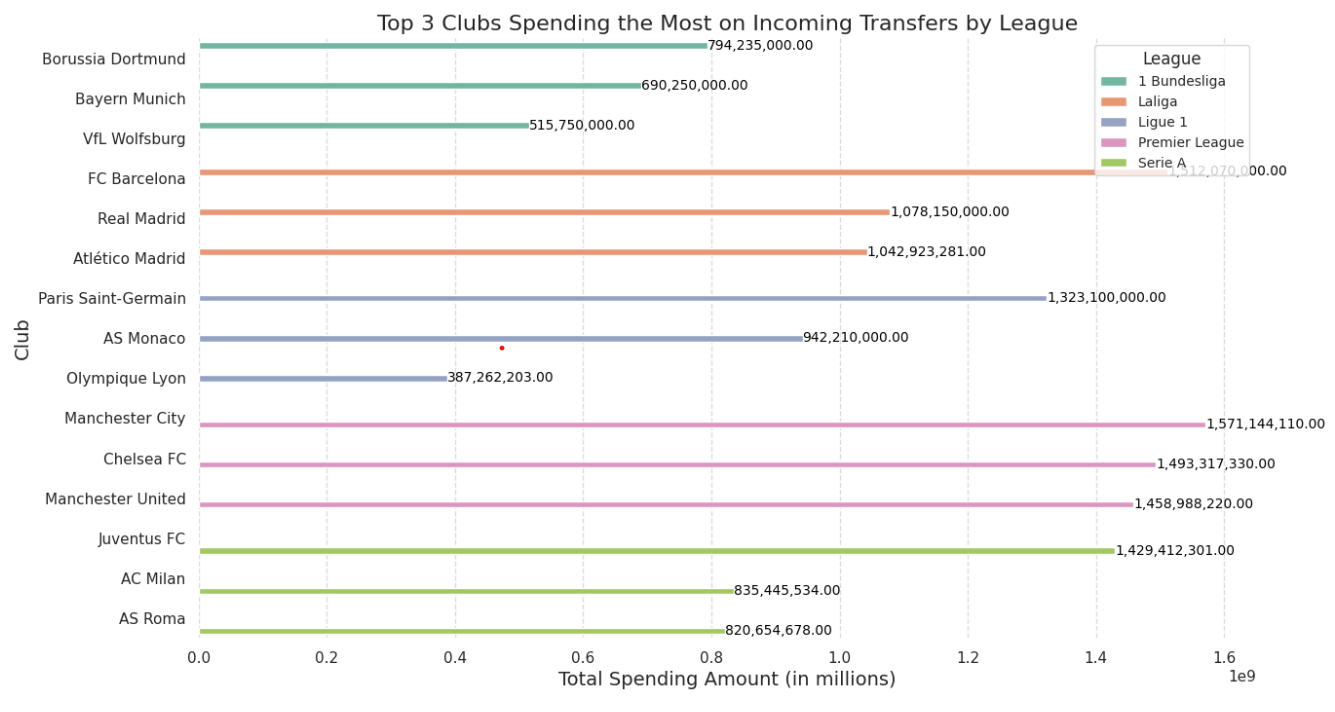 Top 3 Clubs Spending the Most on Incoming Transfers by League
Borussia Dortmund 794,235,000.00
Bayern Munich 690,250,000.00
VfL Wolfsburg 515,750,000.00
FC Barcelona 1,512,070,000.00
Real Madrid 1,078,150,000.00
Atlético Madrid 1,042,923,281.00
Paris Saint-Germain 1,323,100,000.00
AS Monaco 942,210,000.00
Olympique Lyon 387,262,203.00
Manchester City 1,571,144,110.00
Chelsea FC 1,493,317,330.00
Manchester United 1,458,988,220.00
Juventus FC 1,429,412,301.00
AC Milan 835,445,534.00
AS Roma 820,654,678.00
League
1 Bundesliga
Laliga
Ligue 1
Premier League
Serie A
Club
0.0 0.2 0.4 0.6 0.8 1.0 1.2 1.4 1.6
1e9
Total Spending Amount (in millions)